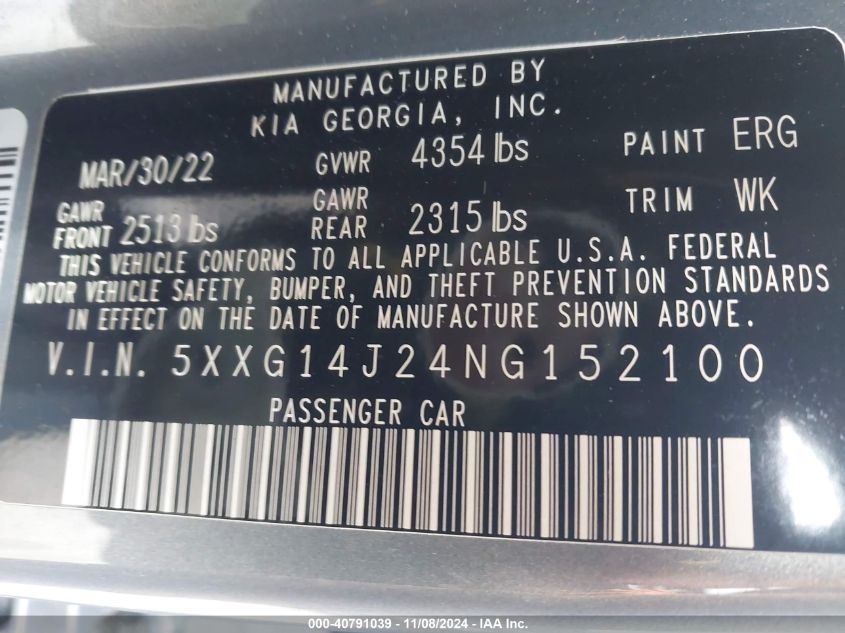 MANUFACTURED BY
KIA GEORGIA, INC.
MAR/30/22 GVWR 4354 lbs PAINT ERG
GAWR FRONT 2513 lbs GAWR REAR 2315 lbs TRIM WK
THIS VEHICLE CONFORMS TO ALL APPLICABLE U.S.A. FEDERAL
MOTOR VEHICLE SAFETY, BUMPER, AND THEFT PREVENTION STANDARDS
IN EFFECT ON THE DATE OF MANUFACTURE SHOWN ABOVE.
V.I.N. 5XXG14J24NG152100
PASSENGER CAR
000-40791039 - 11/08/2024 - IAA Inc.